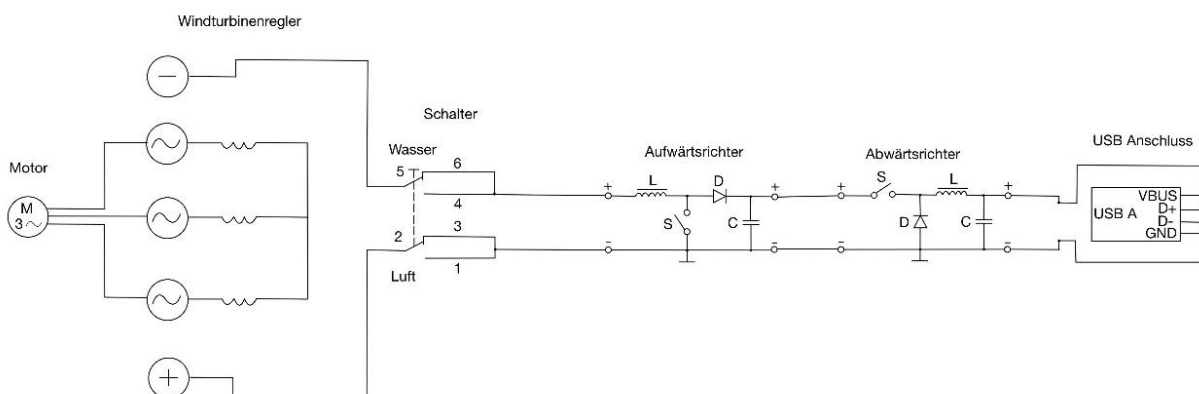 Windturbinenregler
Schalter
Motor
M
3
Wasser
5
6
4
2
3
1
Luft
Aufwärtsrichter
L
D
S
C
+
-
+
-
Abwärtsrichter
+
-
S
L
D
C
+
-
USB Anschluss
USB A
VBUS
D+
D-
GND